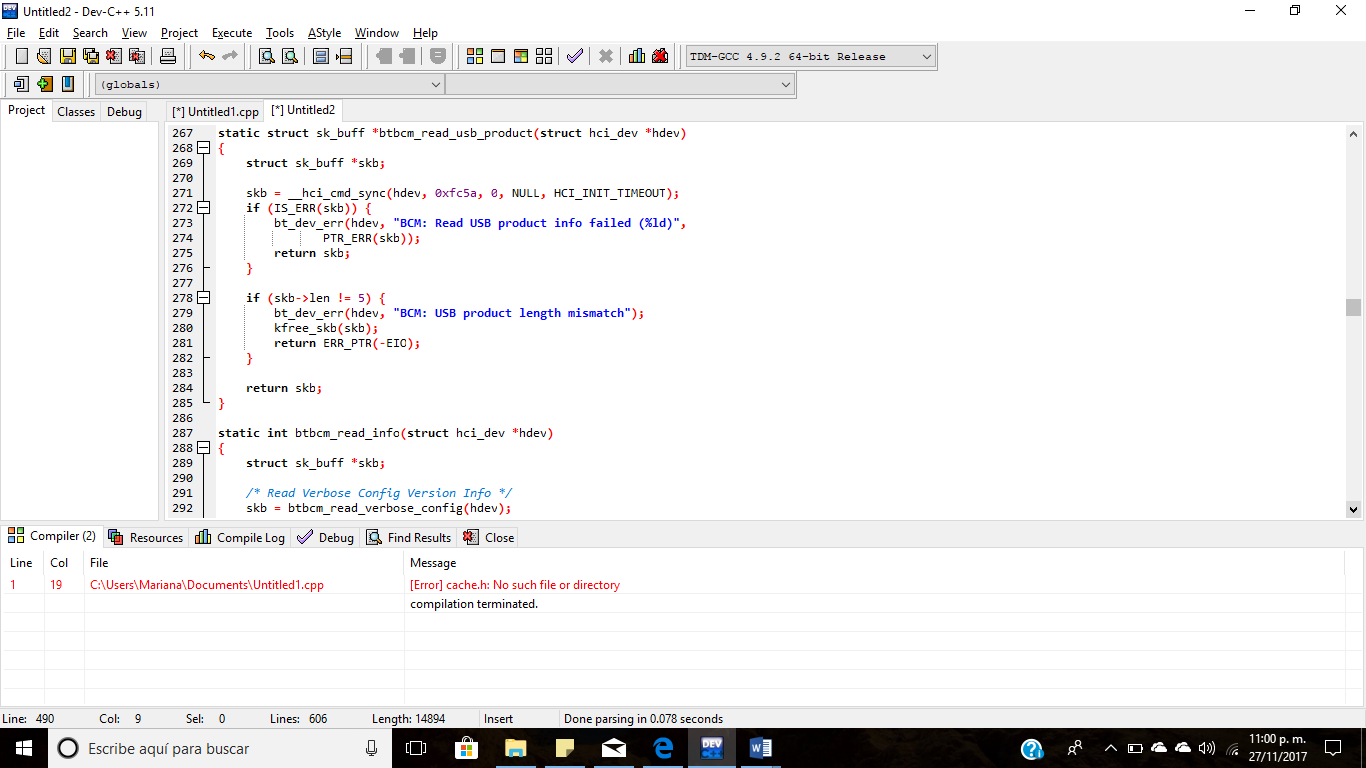 Untitled2 - Dev-C++ 5.11
File Edit Search View Project Execute Tools AStyle Window Help
TDM-GCC 4.9.2 64-bit Release
(globals)
Project Classes Debug [*] Untitled1.cpp [*] Untitled2
267 static struct sk_buff *btbcm_read_usb_product(struct hci_dev *hdev)
268 {
269 struct sk_buff *skb;
270
271 skb = __hci_cmd_sync(hdev, 0xfc5a, 0, NULL, HCI_INIT_TIMEOUT);
272 if (IS_ERR(skb)) {
273 bt_dev_err(hdev, "BCM: Read USB product info failed (%ld)",
274 PTR_ERR(skb));
275 return skb;
276 }
277
278 if (skb->len != 5) {
279 bt_dev_err(hdev, "BCM: USB product length mismatch");
280 kfree_skb(skb);
281 return ERR_PTR(-EIO);
282 }
283
284 return skb;
285 }
286
287 static int btbcm_read_info(struct hci_dev *hdev)
288 {
289 struct sk_buff *skb;
290
291 /* Read Verbose Config Version Info */
292 skb = btbcm_read_verbose_config(hdev);
Compiler (2) Resources Compile Log Debug Find Results Close
Line Col File Message
1 19 C:\Users\Mariana\Documents\Untitled1.cpp [Error] cache.h: No such file or directory
compilation terminated.
Line: 490 Col: 9 Sel: 0 Lines: 606 Length: 14894 Insert Done parsing in 0.078 seconds
Escribe aquí para buscar
11:00 p. m.
27/11/2017